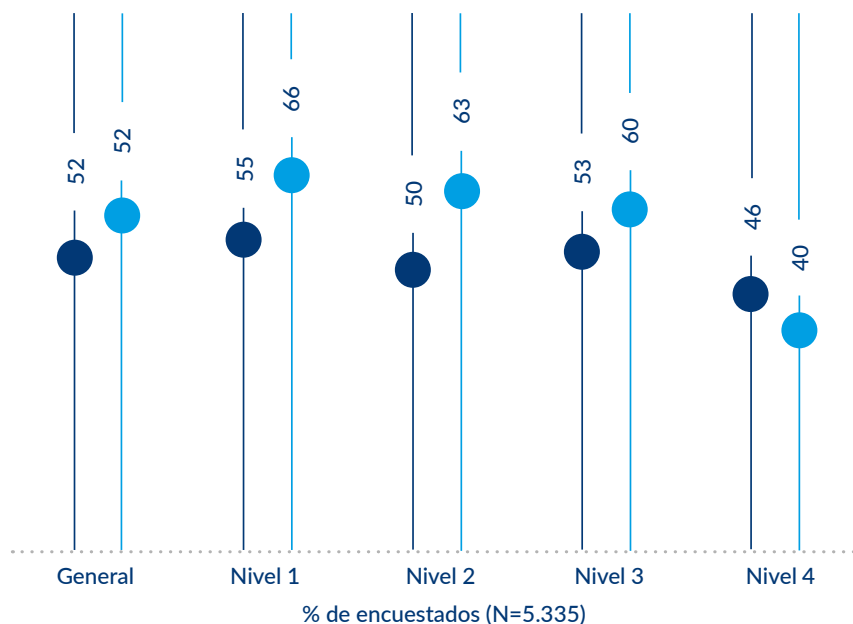 52
52
55
66
50
63
53
60
46
40
General
Nivel 1
Nivel 2
Nivel 3
Nivel 4
% de encuestados (N=5.335)